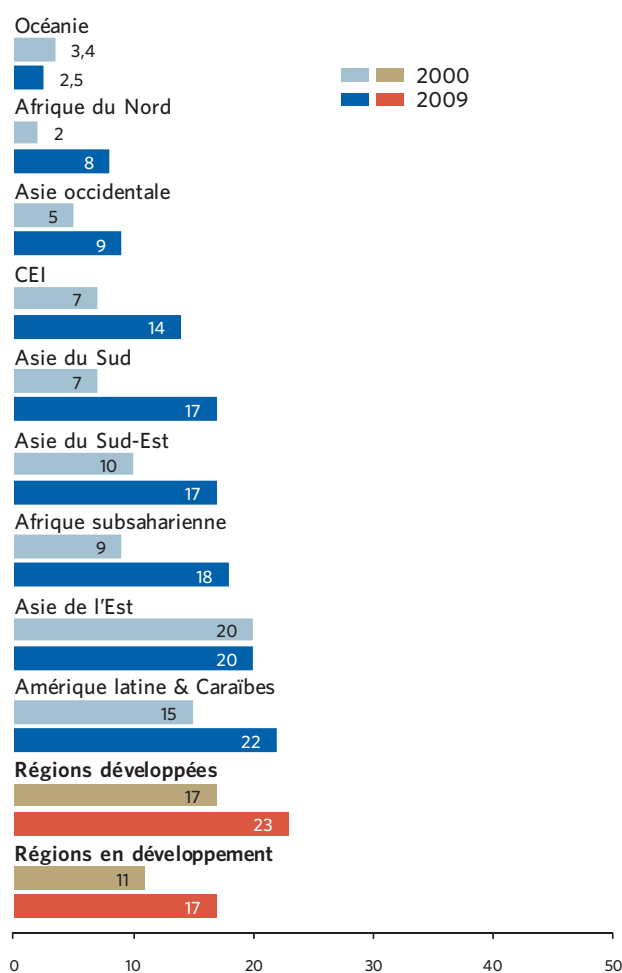 Océanie
3,4
2,5
2000
2009
Afrique du Nord
2
8
Asie occidentale
5
9
CEI
7
14
Asie du Sud
7
17
Asie du Sud-Est
10
17
Afrique subsaharienne
9
18
Asie de l'Est
20
20
Amérique latine & Caraïbes
15
22
Régions développées
17
23
Régions en développement
11
17
0 10 20 30 40 50